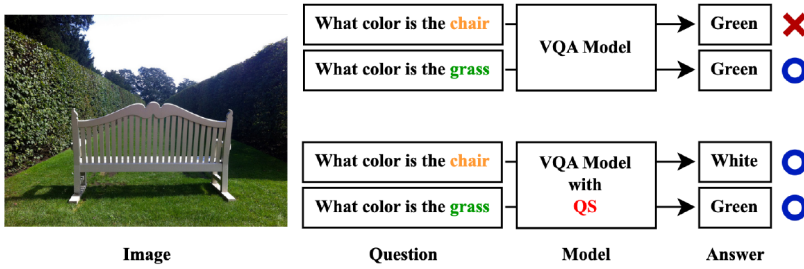 What color is the chair
VQA Model
Green
What color is the grass
Green
What color is the chair
VQA Model
with
QS
White
What color is the grass
Green
Image
Question
Model
Answer